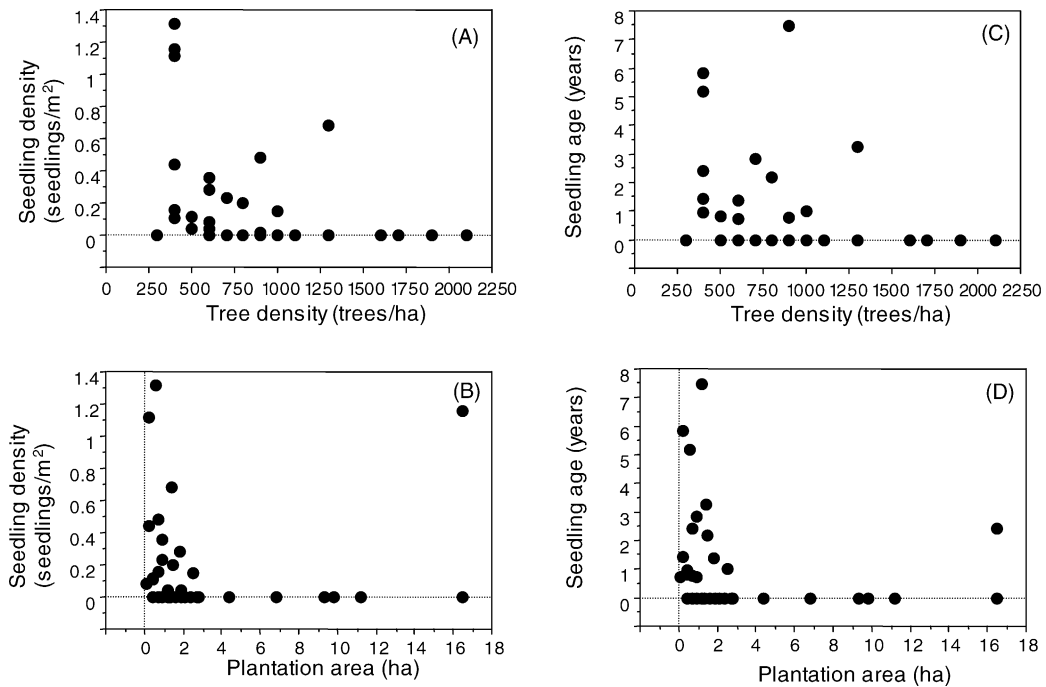 (A)
Seedling density
(seedlings/m²)
1.4
1.2
1
0.8
0.6
0.4
0.2
0
0 250 500 750 1000 1250 1500 1750 2000 2250
Tree density (trees/ha)
(C)
Seedling age (years)
8
7
6
5
4
3
2
1
0
0 250 500 750 1000 1250 1500 1750 2000 2250
Tree density (trees/ha)
(B)
Seedling density
(seedlings/m²)
1.4
1.2
1
0.8
0.6
0.4
0.2
0
0 2 4 6 8 10 12 14 16 18
Plantation area (ha)
(D)
Seedling age (years)
8
7
6
5
4
3
2
1
0
0 2 4 6 8 10 12 14 16 18
Plantation area (ha)